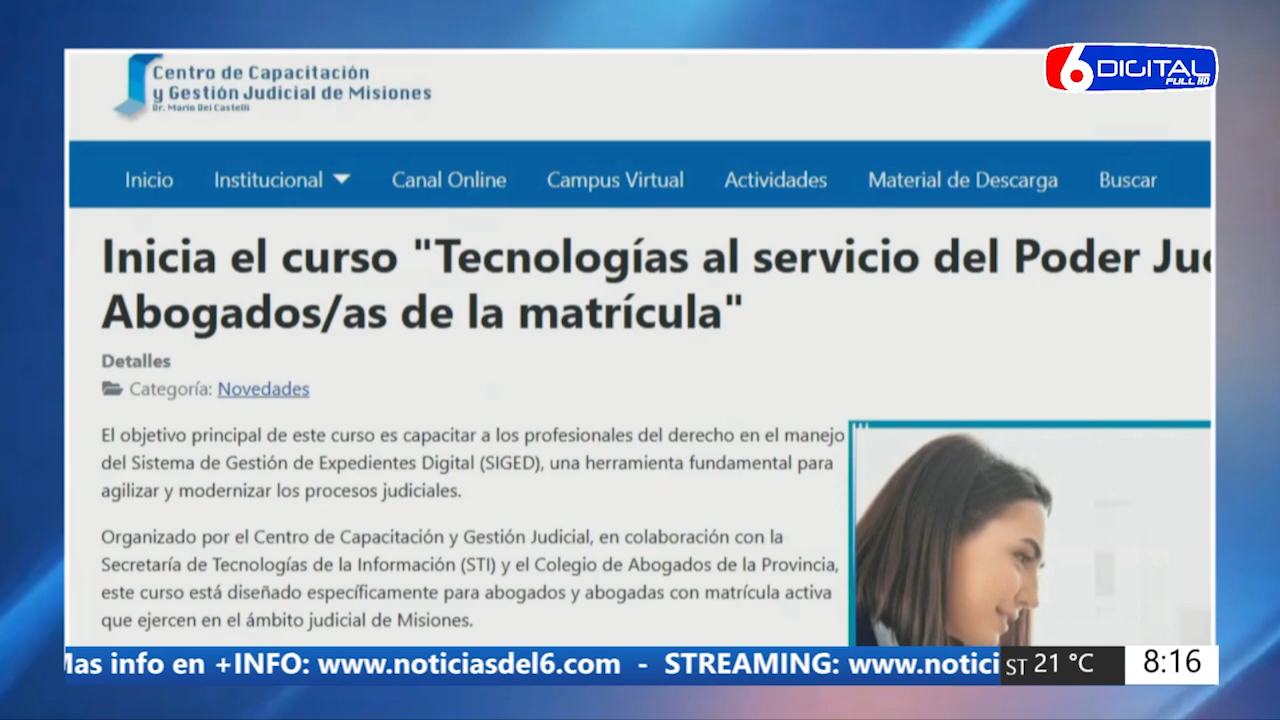 Centro de Capacitación
y Gestión Judicial de Misiones
Dr. Mario Dei Castelli
6 DIGITAL
FULL HD
Inicio Institucional Canal Online Campus Virtual Actividades Material de Descarga Buscar
Inicia el curso "Tecnologías al servicio del Poder Ju
Abogados/as de la matrícula"
Detalles
Categoría: Novedades
El objetivo principal de este curso es capacitar a los profesionales del derecho en el manejo
del Sistema de Gestión de Expedientes Digital (SIGED), una herramienta fundamental para
agilizar y modernizar los procesos judiciales.
Organizado por el Centro de Capacitación y Gestión Judicial, en colaboración con la
Secretaría de Tecnologías de la Información (STI) y el Colegio de Abogados de la Provincia,
este curso está diseñado específicamente para abogados y abogadas con matrícula activa
que ejercen en el ámbito judicial de Misiones.
Mas info en +INFO: www.noticiasdel6.com - STREAMING: www.notici
ST 21 °C 8:16